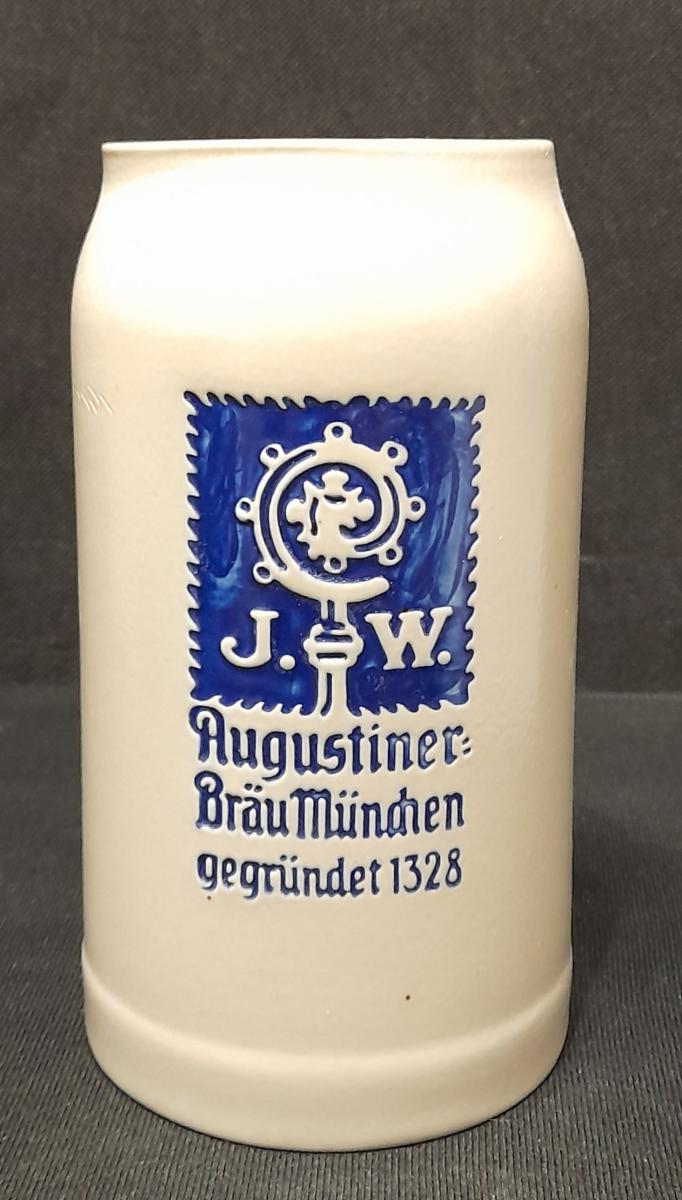 J. W.
Augustiner=
Bräu München
gegründet 1328